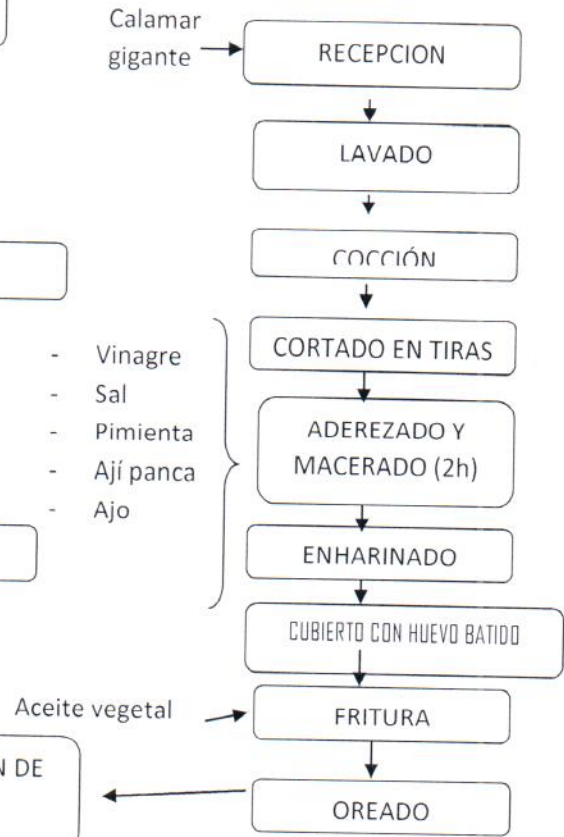 Calamar
gigante
RECEPCION
LAVADO
COCCIÓN
CORTADO EN TIRAS
- Vinagre
- Sal
- Pimienta
- Ají panca
- Ajo
ADEREZADO Y
MACERADO (2h)
ENHARINADO
CUBIERTO CON HUEVO BATIDO
Aceite vegetal
FRITURA
N DE
OREADO